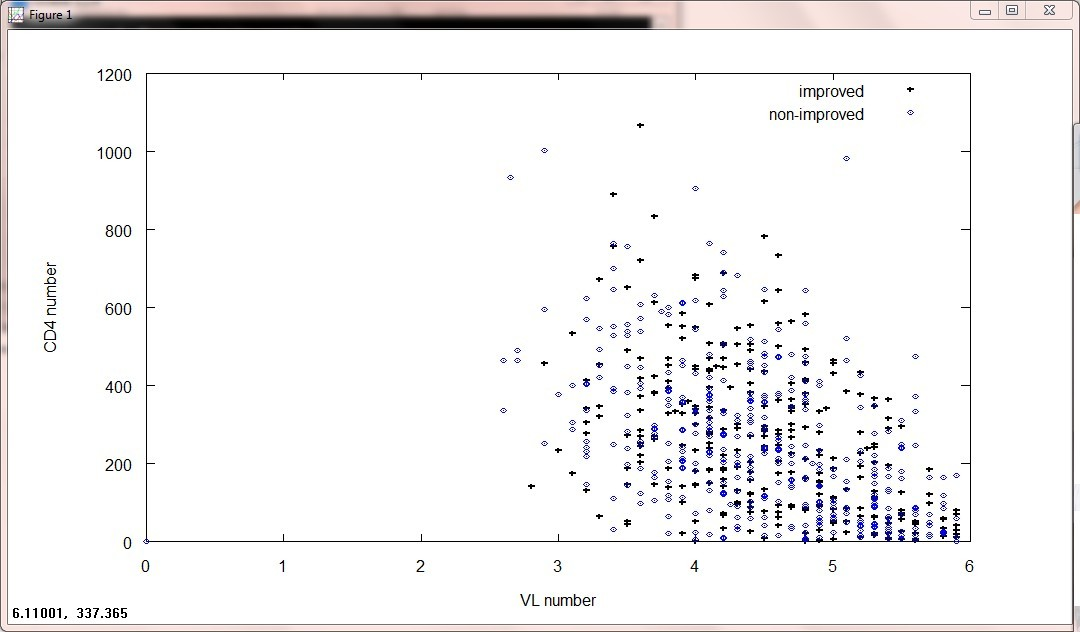 Figure 1
1200
1000
800
600
400
200
0
improved
non-improved
CD4 number
0 1 2 3 4 5 6
VL number
6.11001, 337.365